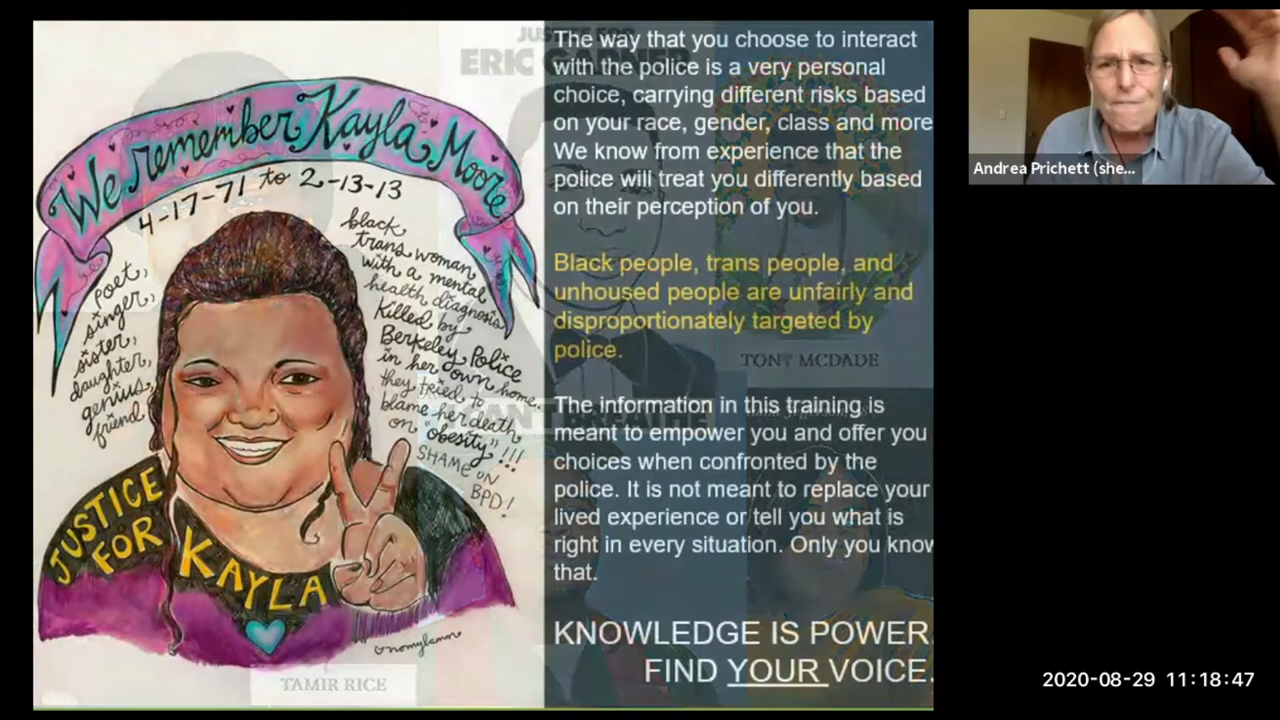 We remember Kayla Moore
4-17-71 to 2-13-13
poet,
singer,
sister,
daughter,
genius,
friend
black
trans woman
with a mental
health diagnosis
Killed by
Berkeley Police
in her own home..
they tried to
blame her death
on "obesity"!!!
SHAME ON
BPD!
JUSTICE
FOR
KAYLA
nomylamm
TAMIR RICE
ERIC
The way that you choose to interact
with the police is a very personal
choice, carrying different risks based
on your race, gender, class and more
We know from experience that the
police will treat you differently based
on their perception of you.
Black people, trans people, and
unhoused people are unfairly and
disproportionately targeted by
police.
TONY MCDADE
The information in this training is
meant to empower you and offer you
choices when confronted by the
police. It is not meant to replace your
lived experience or tell you what is
right in every situation. Only you know
that.
KNOWLEDGE IS POWER.
FIND YOUR VOICE.
Andrea Prichett (she...
2020-08-29 11:18:47